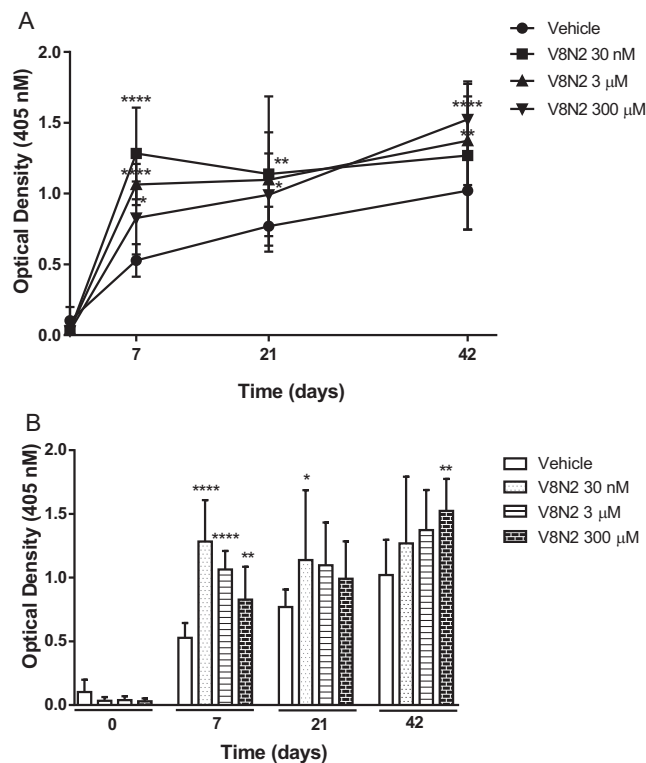 A
Vehicle
V8N2 30 nM
V8N2 3 μM
V8N2 300 μM
Optical Density (405 nM)
2.0
1.5
1.0
0.5
0.0
****
****
*
**
*
****
**
7
21
42
Time (days)
B
Vehicle
V8N2 30 nM
V8N2 3 μM
V8N2 300 μM
Optical Density (405 nM)
2.0
1.5
1.0
0.5
0.0
****
****
**
*
**
0
7
21
42
Time (days)